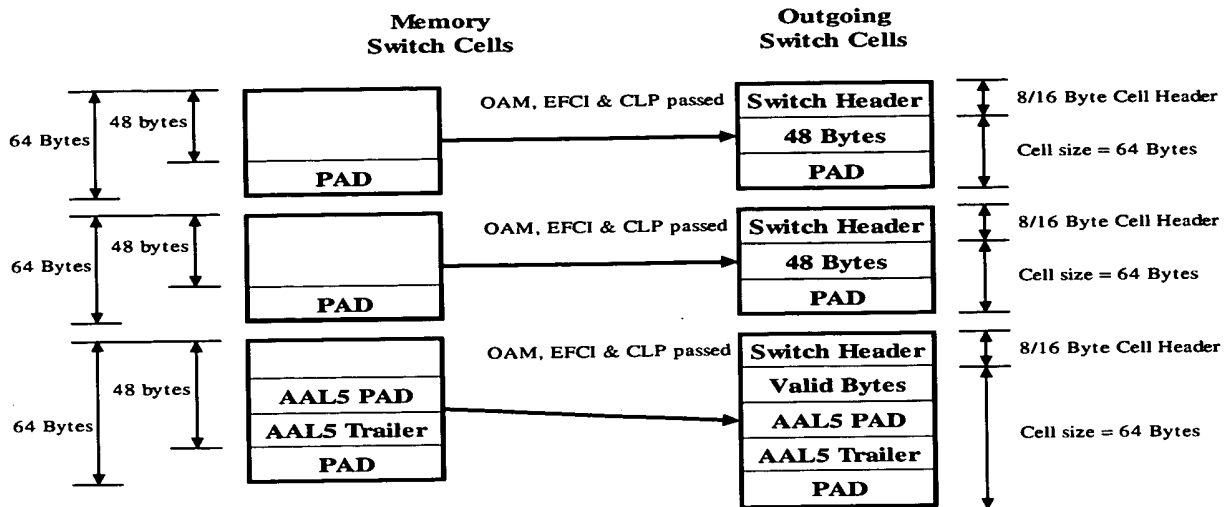 Memory
Switch Cells
Outgoing
Switch Cells
64 Bytes
48 bytes
PAD
OAM, EFCI & CLP passed
Switch Header
48 Bytes
PAD
8/16 Byte Cell Header
Cell size = 64 Bytes
64 Bytes
48 bytes
PAD
OAM, EFCI & CLP passed
Switch Header
48 Bytes
PAD
8/16 Byte Cell Header
Cell size = 64 Bytes
64 Bytes
48 bytes
AAL5 PAD
AAL5 Trailer
PAD
OAM, EFCI & CLP passed
Switch Header
Valid Bytes
AAL5 PAD
AAL5 Trailer
PAD
8/16 Byte Cell Header
Cell size = 64 Bytes